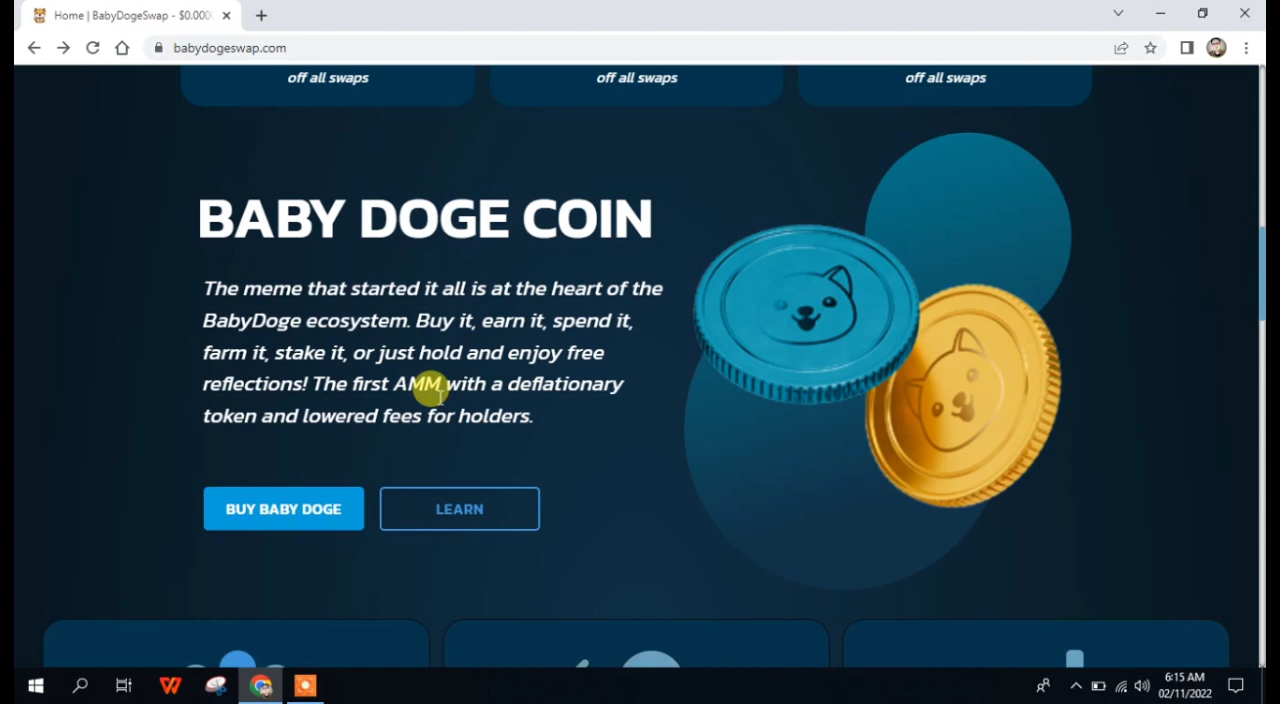 Home | BabyDogeSwap - $0.000
babydogeswap.com
off all swaps
off all swaps
off all swaps
BABY DOGE COIN
The meme that started it all is at the heart of the
BabyDoge ecosystem. Buy it, earn it, spend it,
farm it, stake it, or just hold and enjoy free
reflections! The first AMM with a deflationary
token and lowered fees for holders.
BUY BABY DOGE
LEARN
6:15 AM
02/11/2022